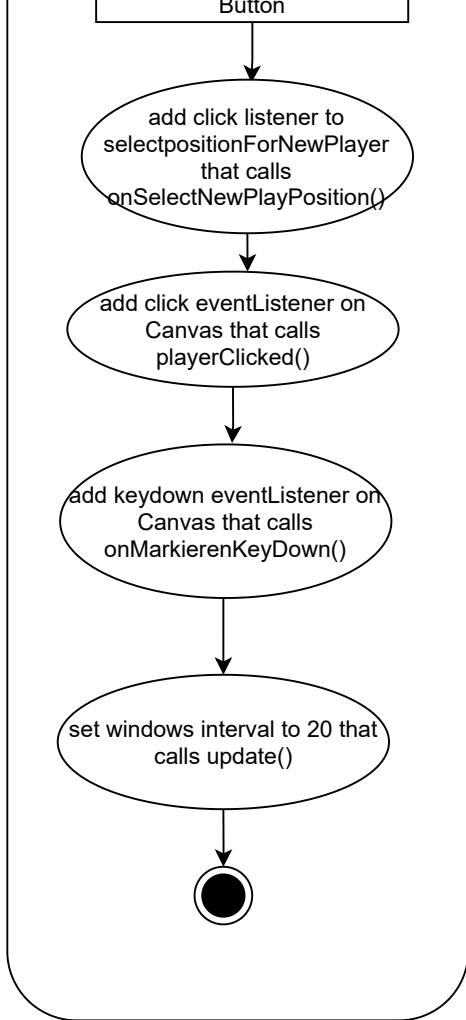 Button
add click listener to
selectpositionForNewPlayer
that calls
onSelectNewPlayPosition()
add click eventListener on
Canvas that calls
playerClicked()
add keydown eventListener on
Canvas that calls
onMarkierenKeyDown()
set windows interval to 20 that
calls update()